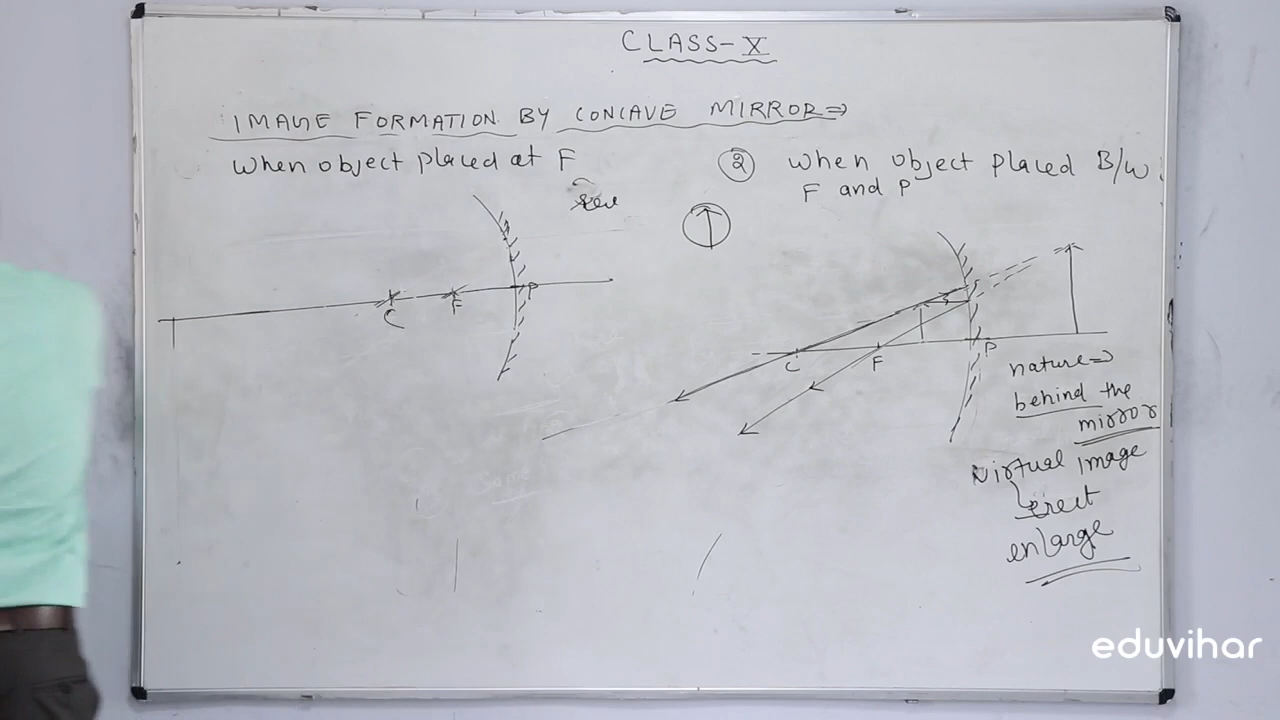 CLASS-X
IMAGE FORMATION BY CONCAVE MIRROR⇒
When object placed at F
C
F
P
② When object placed B/W
F and P
C
F
P
nature⇒
behind the
mirror
virtual image
erect
enlarge
Same
eduvihar